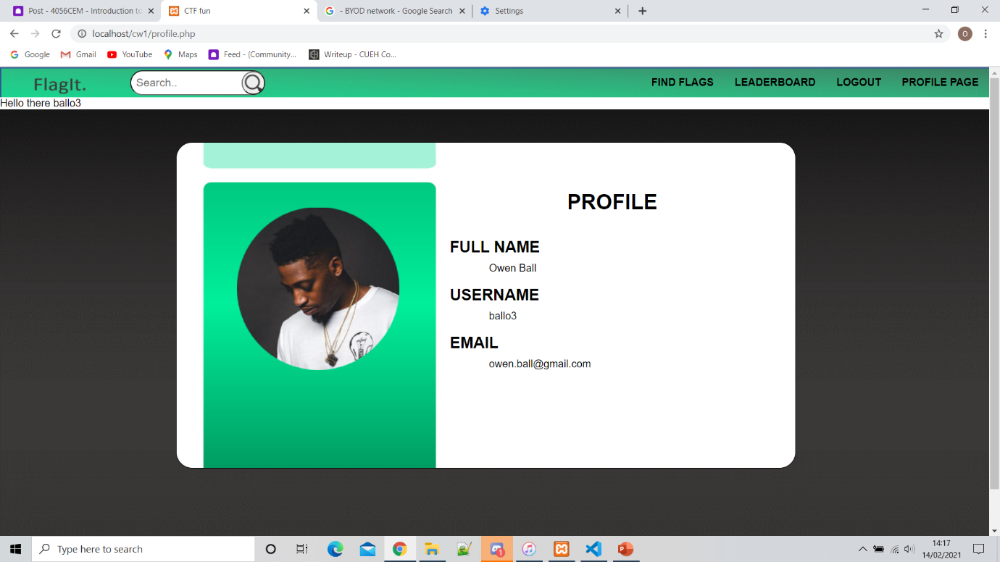 Post - 4056CEM - Introduction to
CTF fun
- BYOD network - Google Search
Settings
localhost/cw1/profile.php
O
Google
Gmail
YouTube
Maps
Feed - (Community...
Writeup - CUEH Co...
FlagIt.
Search..
FIND FLAGS
LEADERBOARD
LOGOUT
PROFILE PAGE
Hello there ballo3
PROFILE
FULL NAME
Owen Ball
USERNAME
ballo3
EMAIL
owen.ball@gmail.com
Type here to search
1
14:17
14/02/2021